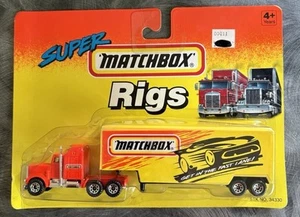 SUPER
MATCHBOX®
Rigs
4+
MATCHBOX
GET IN THE FAST LANE!